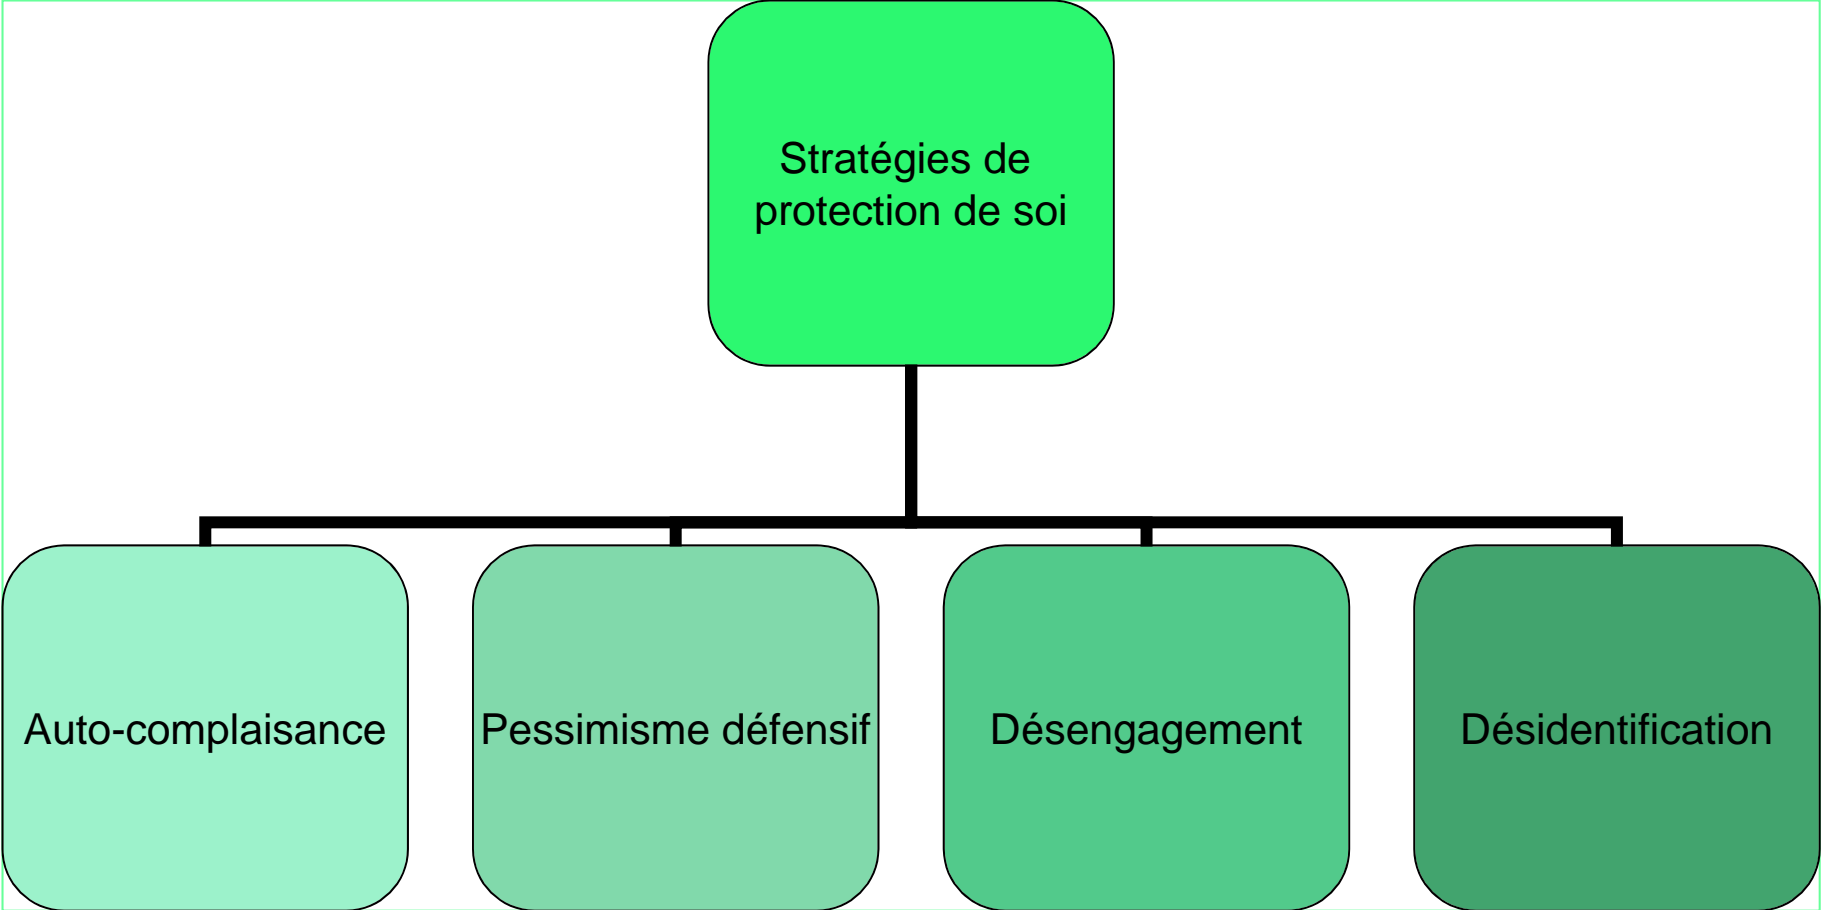 Stratégies de
protection de soi
Auto-complaisance
Pessimisme défensif
Désengagement
Désidentification